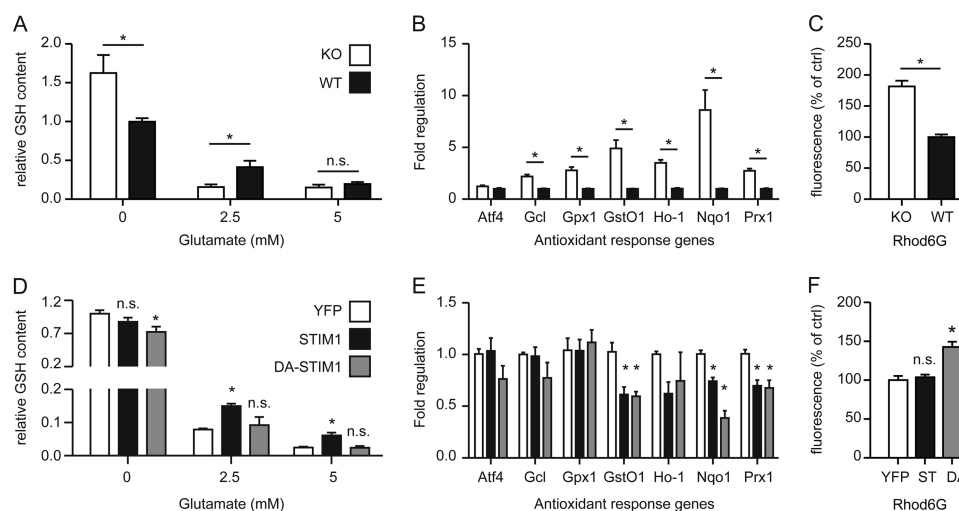 A
relative GSH content
2.0
1.5
1.0
0.5
0.0
*
*
n.s.
KO
WT
0 2.5 5
Glutamate (mM)
B
Fold regulation
15
10
5
0
* * * * * *
Atf4 Gcl Gpx1 GstO1 Ho-1 Nqo1 Prx1
Antioxidant response genes
C
fluorescence (% of ctrl)
250
200
150
100
50
0
*
KO WT
Rhod6G
D
relative GSH content
1.2
1.0
0.7
0.2
0.2
0.1
0.0
n.s. *
* n.s.
* n.s.
YFP
STIM1
DA-STIM1
0 2.5 5
Glutamate (mM)
E
Fold regulation
1.5
1.0
0.5
0.0
* * * * * *
Atf4 Gcl Gpx1 GstO1 Ho-1 Nqo1 Prx1
Antioxidant response genes
F
fluorescence (% of ctrl)
200
150
100
50
0
n.s. *
YFP ST DA
Rhod6G